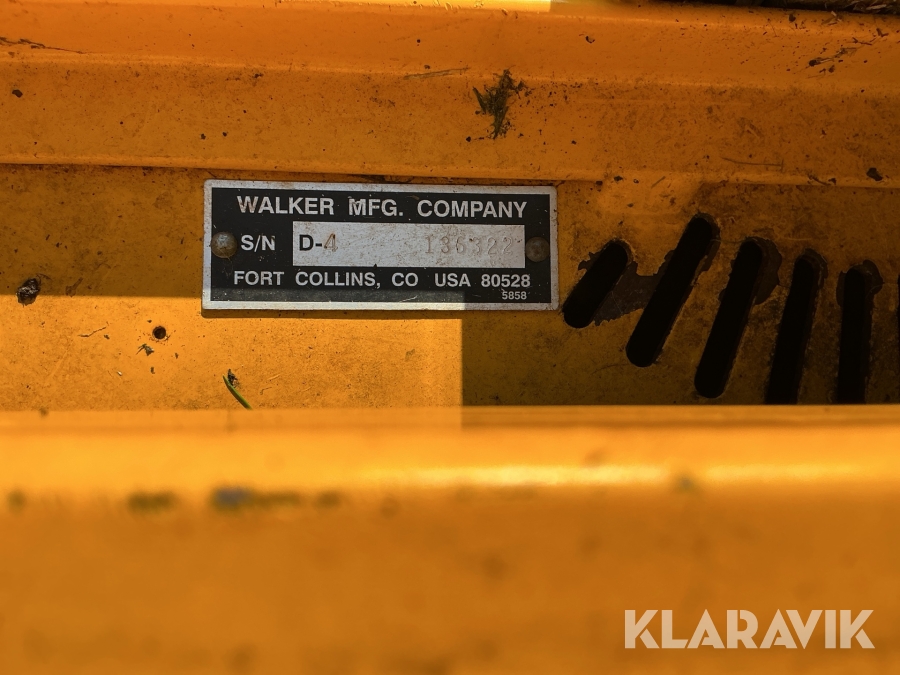 WALKER MFG. COMPANY
S/N D-4 136322
FORT COLLINS, CO USA 80528
5858
KLARAVIK